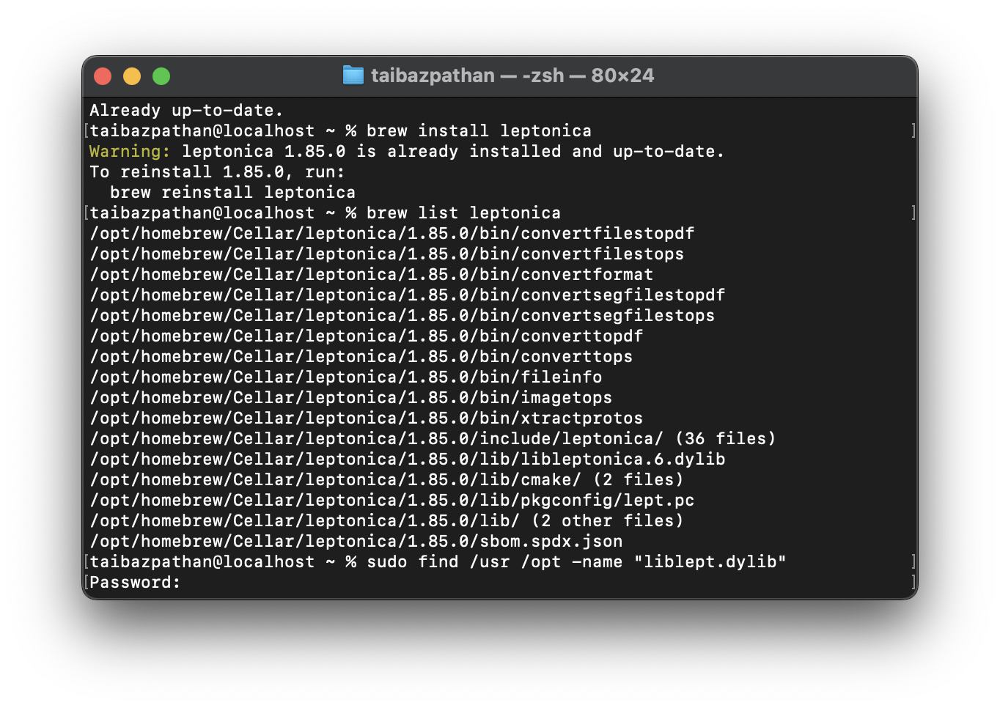 taibazpathan — -zsh — 80×24
Already up-to-date.
[taibazpathan@localhost ~ % brew install leptonica ]
Warning: leptonica 1.85.0 is already installed and up-to-date.
To reinstall 1.85.0, run:
  brew reinstall leptonica
[taibazpathan@localhost ~ % brew list leptonica ]
/opt/homebrew/Cellar/leptonica/1.85.0/bin/convertfilestopdf
/opt/homebrew/Cellar/leptonica/1.85.0/bin/convertfilestops
/opt/homebrew/Cellar/leptonica/1.85.0/bin/convertformat
/opt/homebrew/Cellar/leptonica/1.85.0/bin/convertsegfilestopdf
/opt/homebrew/Cellar/leptonica/1.85.0/bin/convertsegfilestops
/opt/homebrew/Cellar/leptonica/1.85.0/bin/converttopdf
/opt/homebrew/Cellar/leptonica/1.85.0/bin/converttops
/opt/homebrew/Cellar/leptonica/1.85.0/bin/fileinfo
/opt/homebrew/Cellar/leptonica/1.85.0/bin/imagetops
/opt/homebrew/Cellar/leptonica/1.85.0/bin/xtractprotos
/opt/homebrew/Cellar/leptonica/1.85.0/include/leptonica/ (36 files)
/opt/homebrew/Cellar/leptonica/1.85.0/lib/libleptonica.6.dylib
/opt/homebrew/Cellar/leptonica/1.85.0/lib/cmake/ (2 files)
/opt/homebrew/Cellar/leptonica/1.85.0/lib/pkgconfig/lept.pc
/opt/homebrew/Cellar/leptonica/1.85.0/lib/ (2 other files)
/opt/homebrew/Cellar/leptonica/1.85.0/sbom.spdx.json
[taibazpathan@localhost ~ % sudo find /usr /opt -name "liblept.dylib" ]
[Password: ]